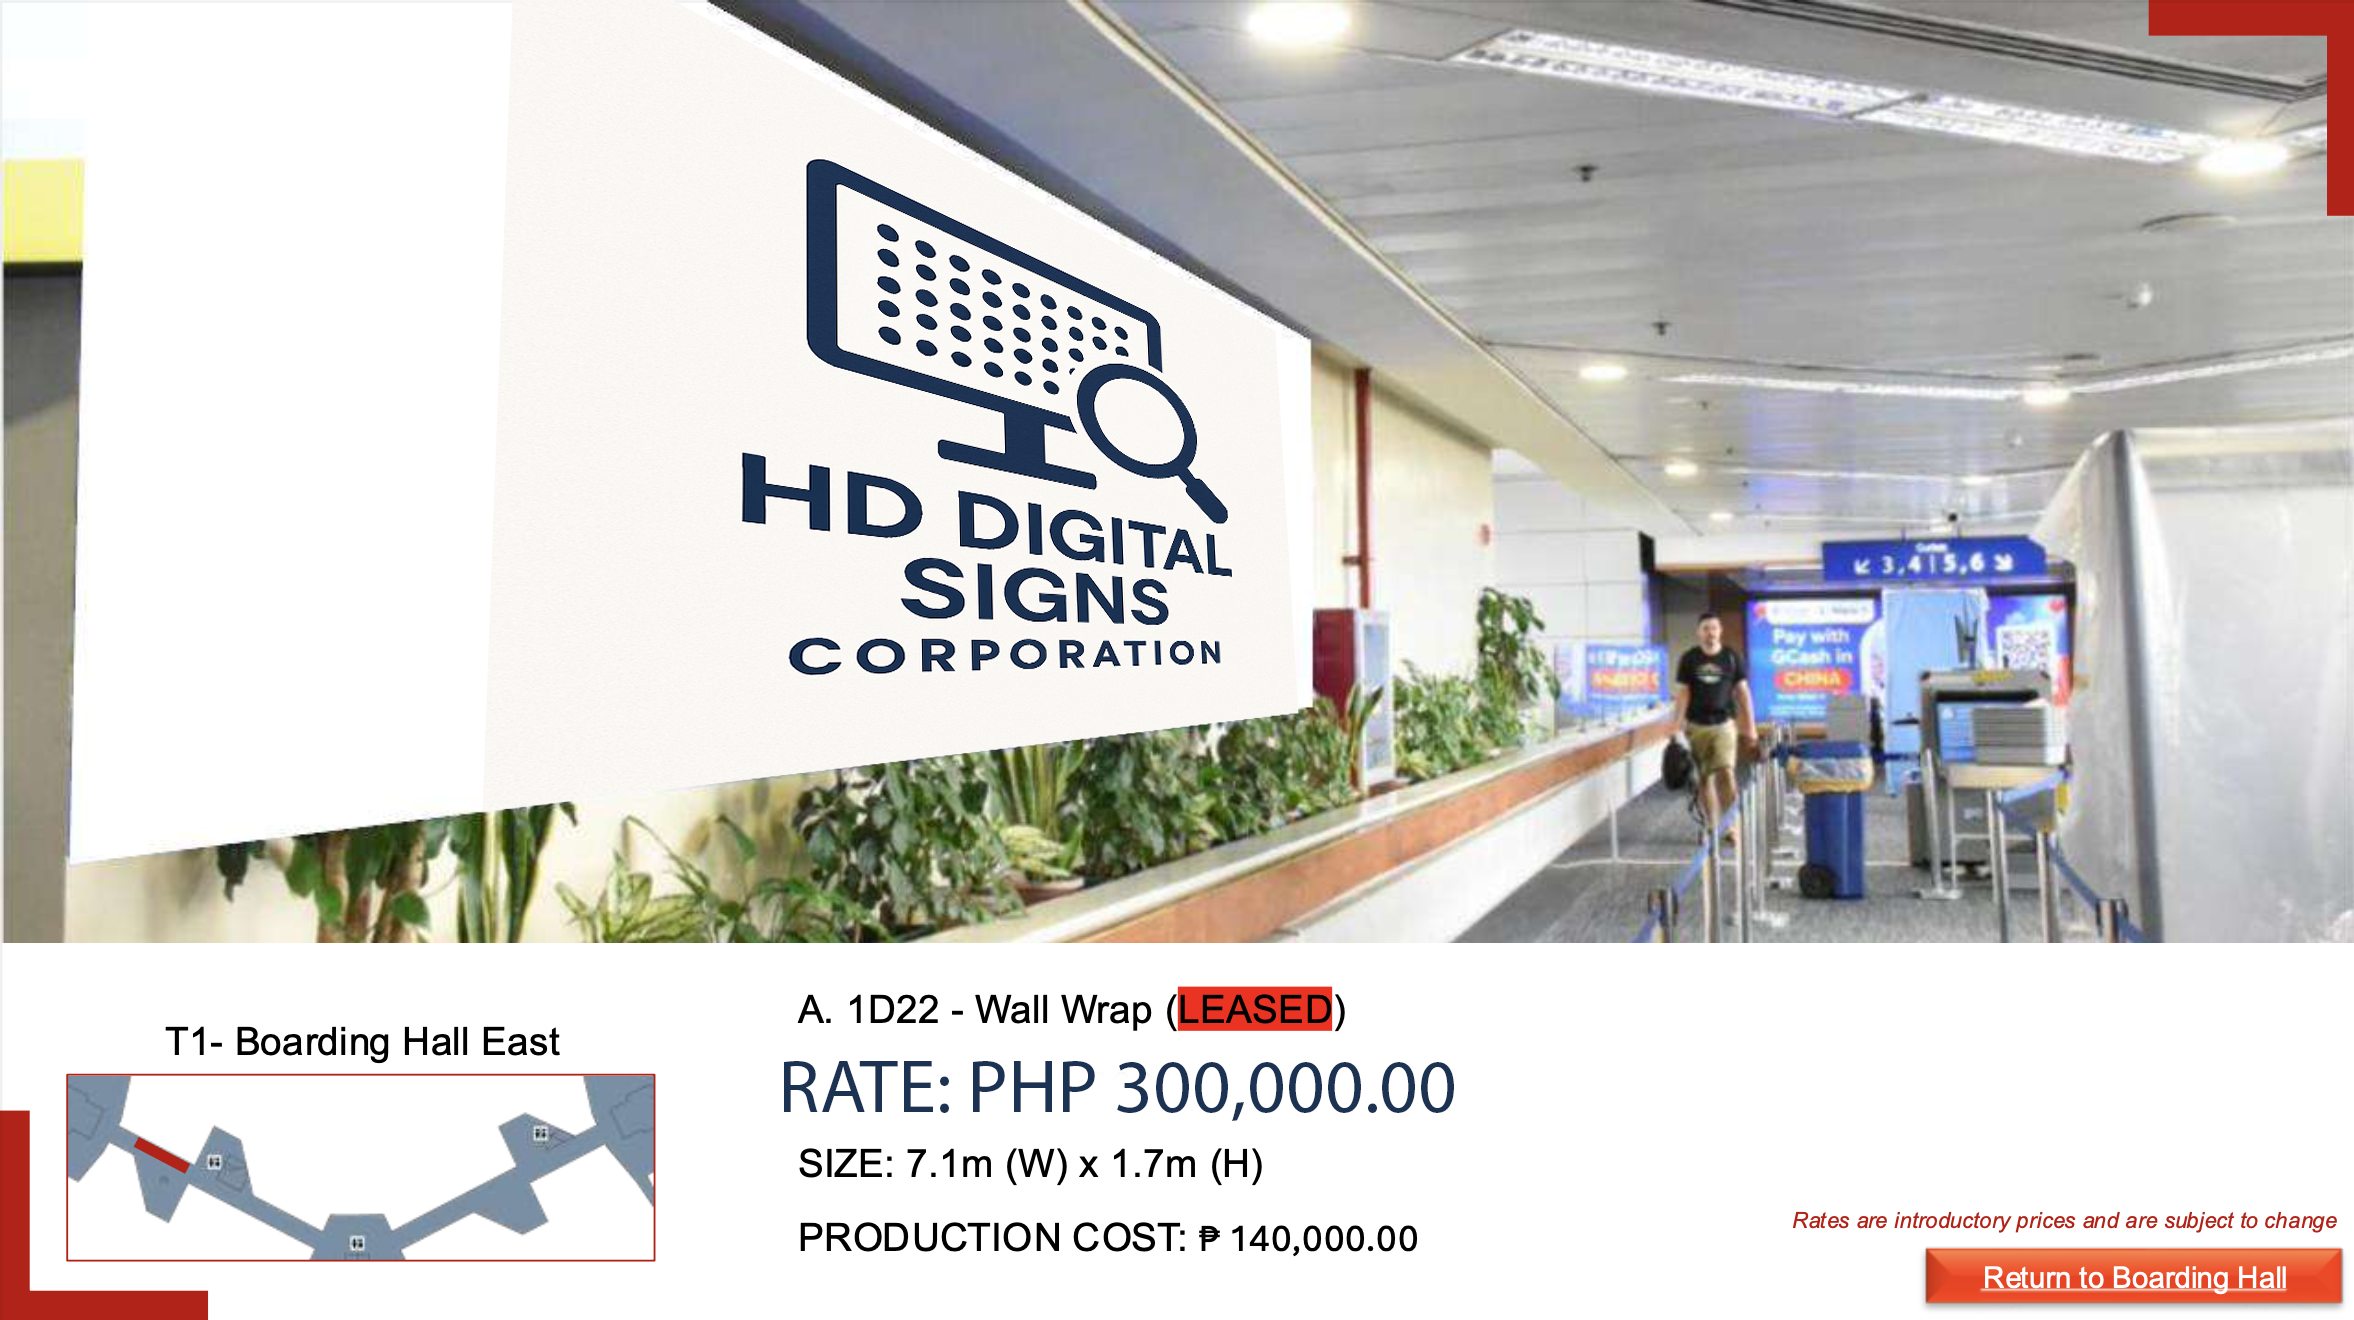 HD DIGITAL
SIGNS
CORPORATION
Gates
↙ 3,4 | 5,6 ↘
Pay with
GCash in
CHINA
T1- Boarding Hall East
A. 1D22 - Wall Wrap (LEASED)
RATE: PHP 300,000.00
SIZE: 7.1m (W) x 1.7m (H)
PRODUCTION COST: ₱ 140,000.00
Rates are introductory prices and are subject to change
Return to Boarding Hall